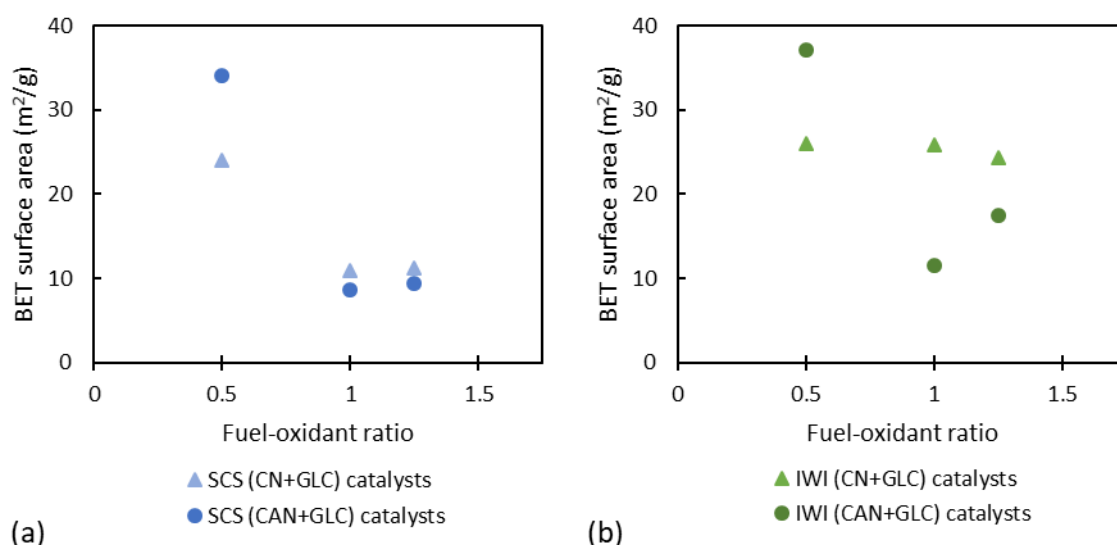 40
30
20
10
0
0
0.5
1
1.5
BET surface area (m²/g)
Fuel-oxidant ratio
SCS (CN+GLC) catalysts
SCS (CAN+GLC) catalysts
(a)
40
30
20
10
0
0
0.5
1
1.5
BET surface area (m²/g)
Fuel-oxidant ratio
IWI (CN+GLC) catalysts
IWI (CAN+GLC) catalysts
(b)